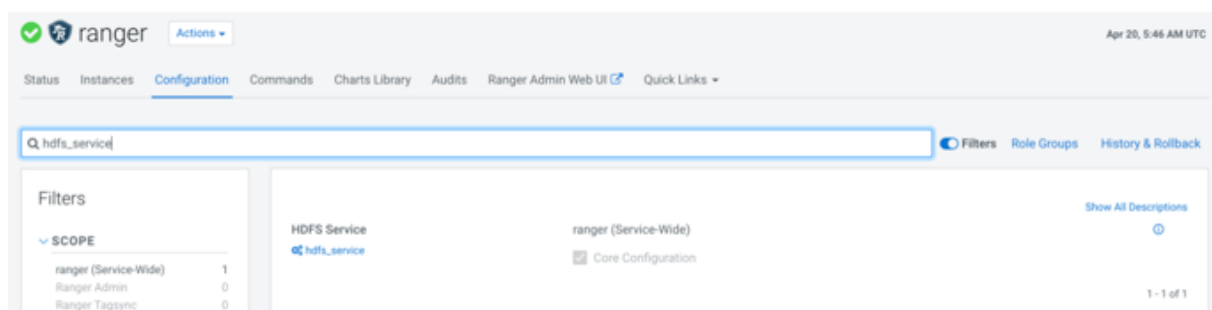 ranger Actions Apr 20, 5:46 AM UTC
Status Instances Configuration Commands Charts Library Audits Ranger Admin Web UI Quick Links
hdfs_service Filters Role Groups History & Rollback
Filters
Show All Descriptions
HDFS Service ranger (Service-Wide)
SCOPE
hdfs_service Core Configuration
ranger (Service-Wide) 1
Ranger Admin 0
1 - 1 of 1
Ranger Tagsync 0